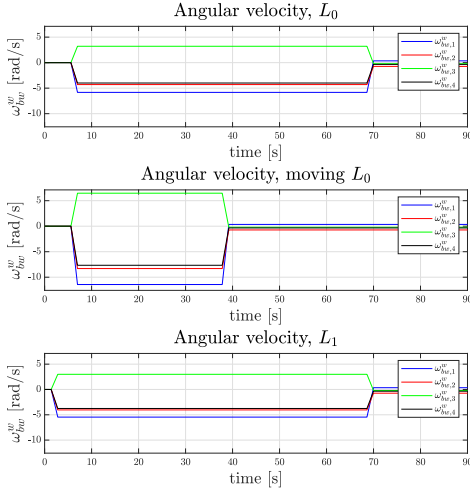 Angular velocity, L₀
ω^w_bw [rad/s]
5
0
-5
-10
ω^w_bw,1
ω^w_bw,2
ω^w_bw,3
ω^w_bw,4
0 10 20 30 40 50 60 70 80 90
time [s]
Angular velocity, moving L₀
ω^w_bw [rad/s]
5
0
-5
-10
ω^w_bw,1
ω^w_bw,2
ω^w_bw,3
ω^w_bw,4
0 10 20 30 40 50 60 70 80 90
time [s]
Angular velocity, L₁
ω^w_bw [rad/s]
5
0
-5
-10
ω^w_bw,1
ω^w_bw,2
ω^w_bw,3
ω^w_bw,4
0 10 20 30 40 50 60 70 80 90
time [s]